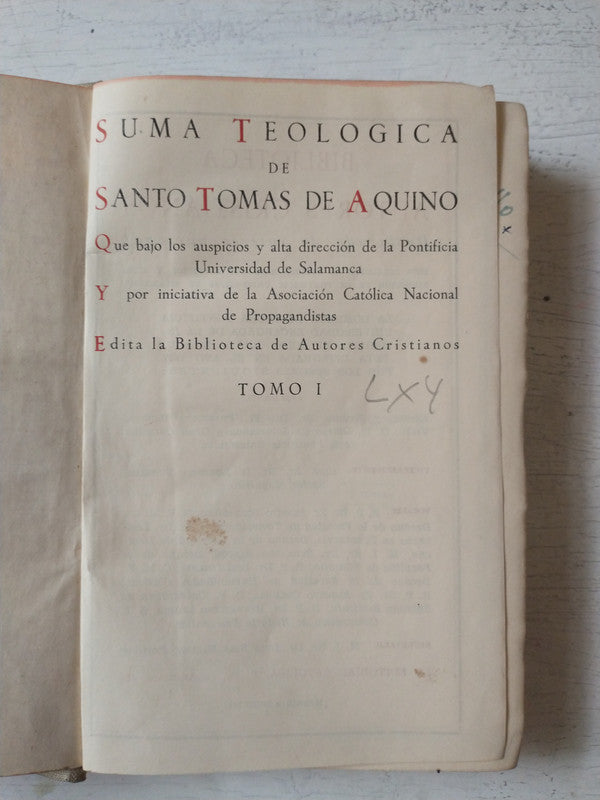 SUMA TEOLOGICA
DE
SANTO TOMAS DE AQUINO
Que bajo los auspicios y alta dirección de la Pontificia
Universidad de Salamanca
Y por iniciativa de la Asociación Católica Nacional
de Propagandistas
Edita la Biblioteca de Autores Cristianos
TOMO I
LXY